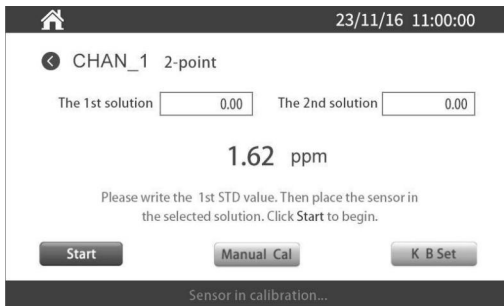 23/11/16 11:00:00
CHAN_1 2-point
The 1st solution 0.00 The 2nd solution 0.00
1.62 ppm
Please write the 1st STD value. Then place the sensor in
the selected solution. Click Start to begin.
Start Manual Cal K B Set
Sensor in calibration...